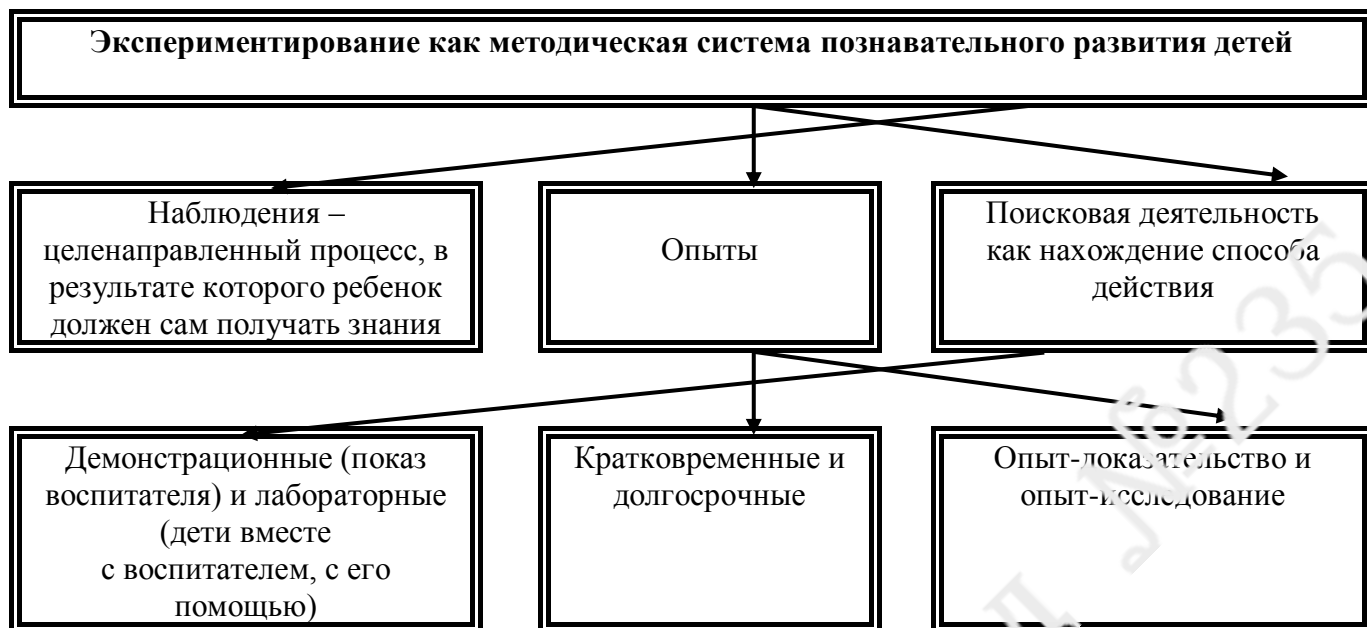 Экспериментирование как методическая система познавательного развития детей
Наблюдения –
целенаправленный процесс, в
результате которого ребенок
должен сам получать знания
Опыты
Поисковая деятельность
как нахождение способа
действия
Демонстрационные (показ
воспитателя) и лабораторные
(дети вместе
с воспитателем, с его
помощью)
Кратковременные и
долгосрочные
Опыт-доказательство и
опыт-исследование
№235